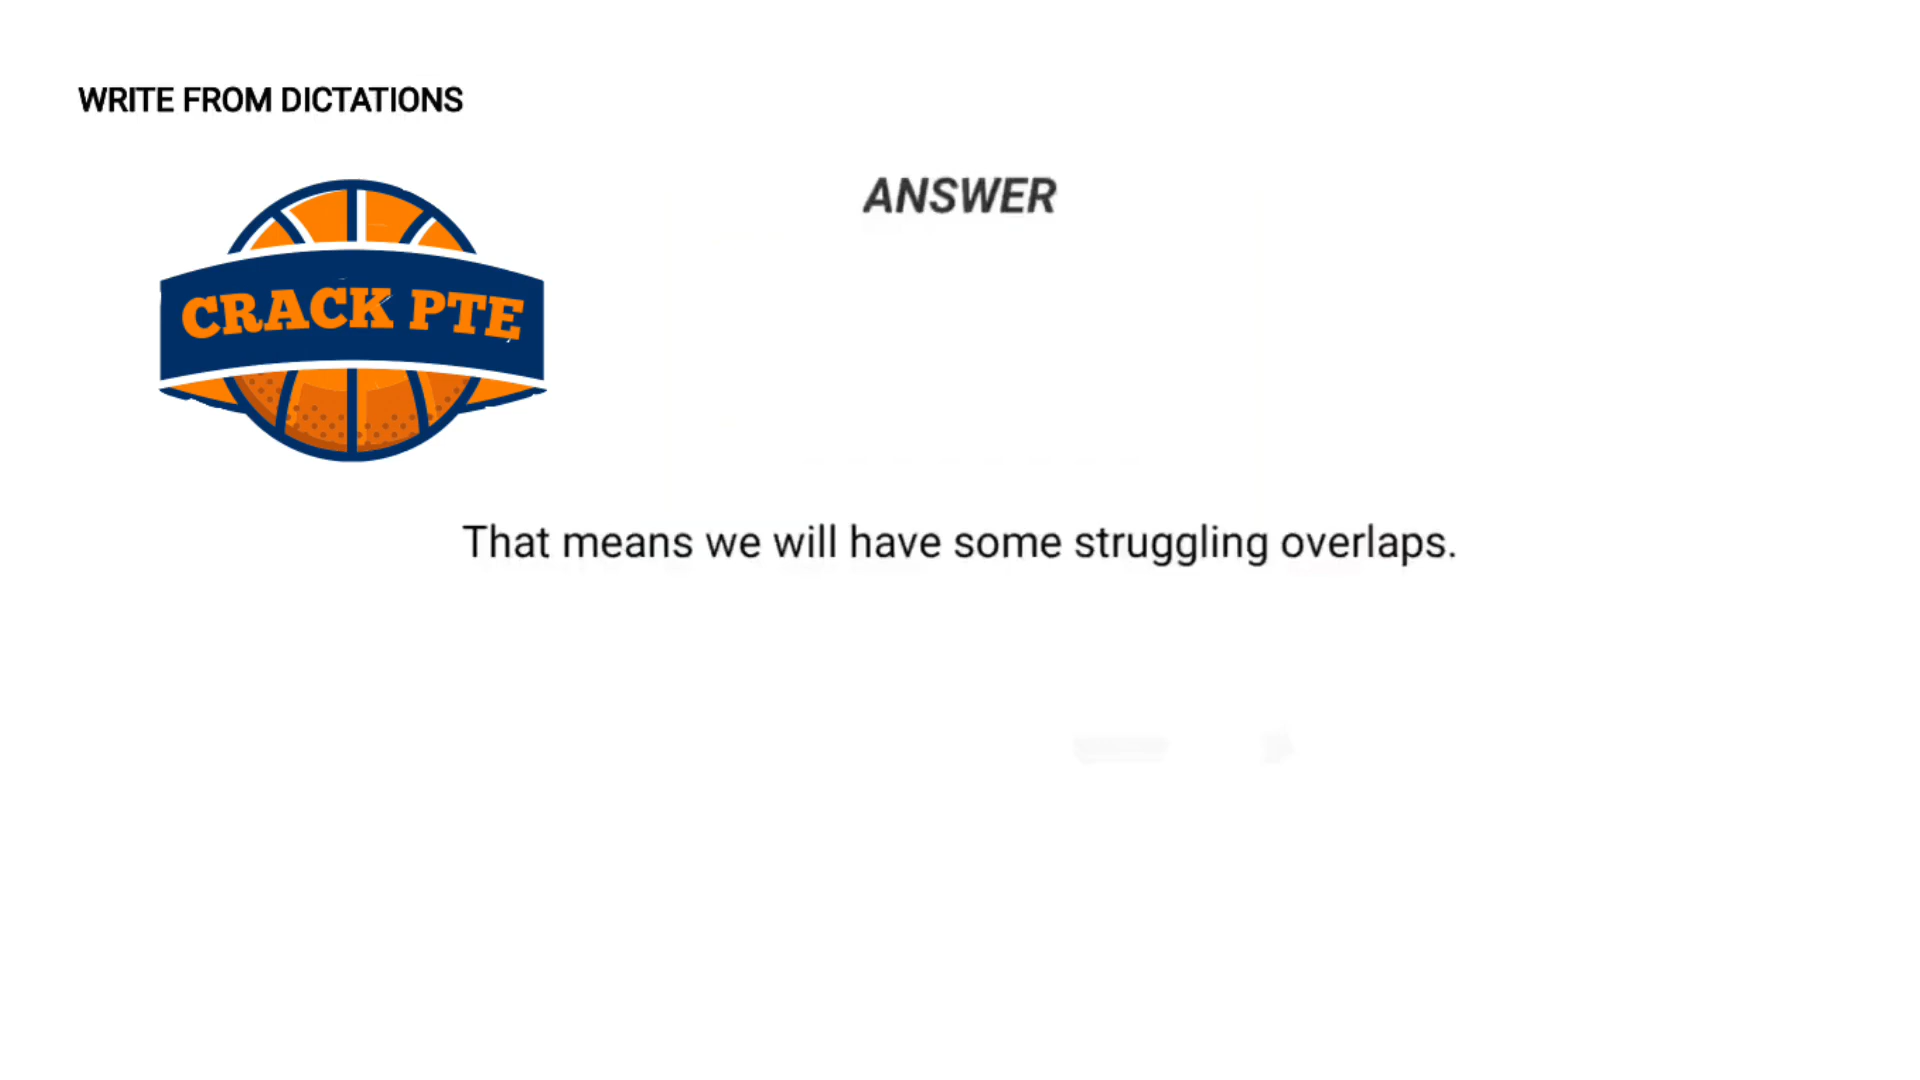 WRITE FROM DICTATIONS
ANSWER
CRACK PTE
That means we will have some struggling overlaps.